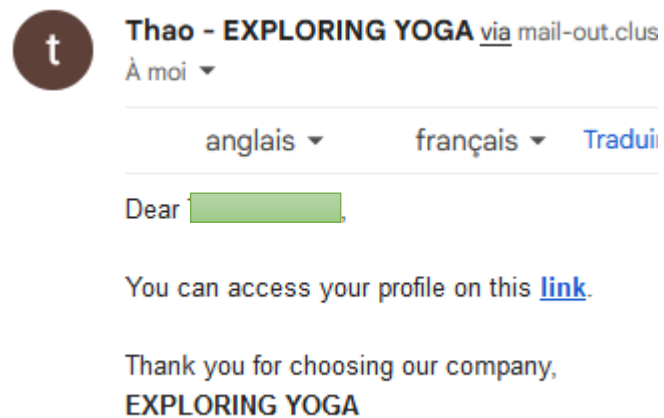 t
Thao - EXPLORING YOGA via mail-out.clus
À moi
anglais français Traduir
Dear
You can access your profile on this link.
Thank you for choosing our company,
EXPLORING YOGA